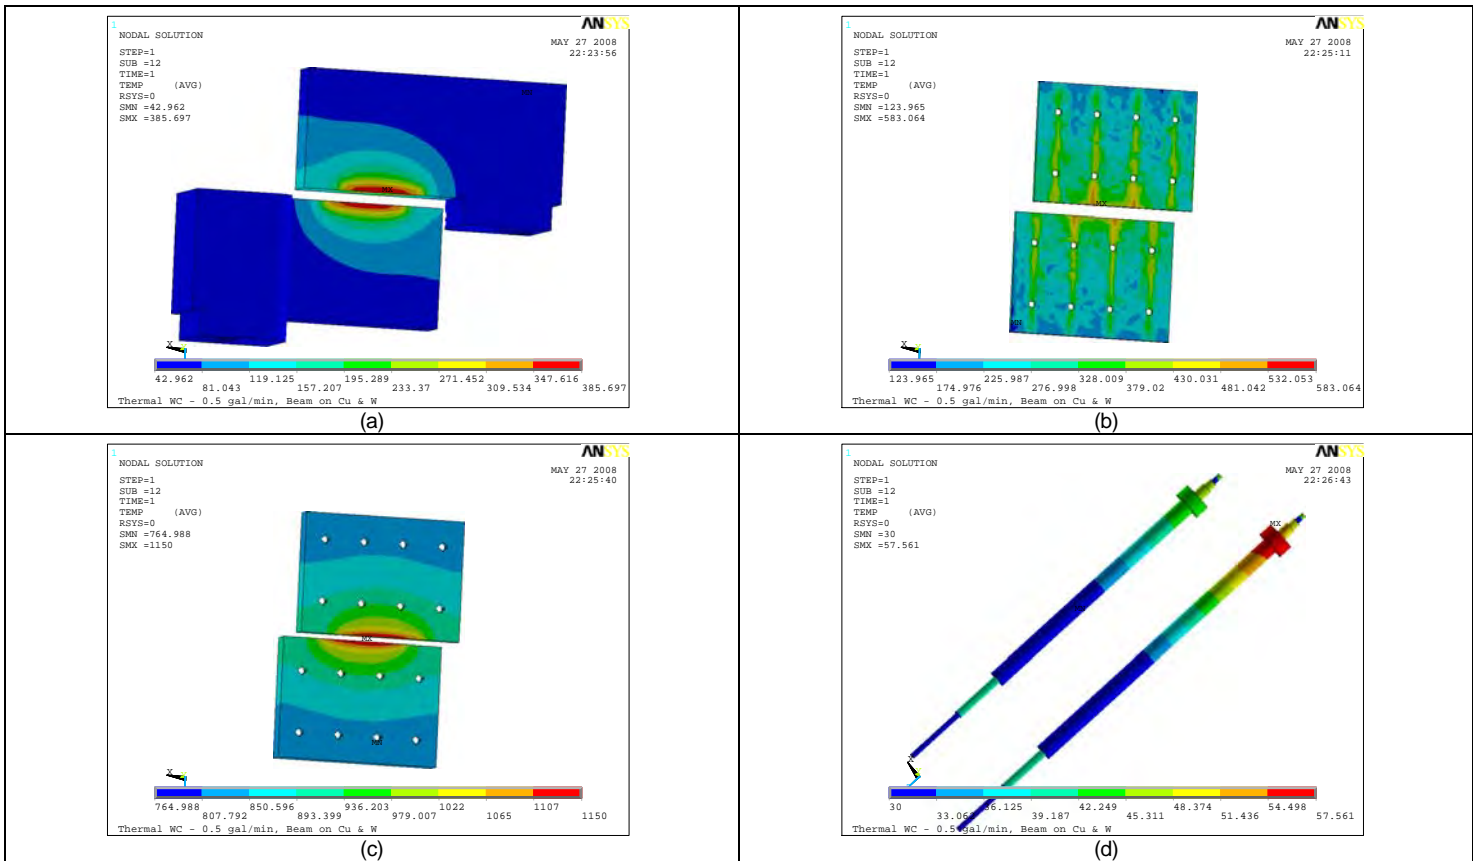 1
ANSYS
NODAL SOLUTION
MAY 27 2008
22:23:56
STEP=1
SUB =12
TIME=1
TEMP (AVG)
RSYS=0
SMN =42.962
SMX =385.697
MN
MX
X
42.962 119.125 195.289 271.452 347.616
81.043 157.207 233.37 309.534 385.697
Thermal WC - 0.5 gal/min, Beam on Cu & W
(a)
1
ANSYS
NODAL SOLUTION
MAY 27 2008
22:25:11
STEP=1
SUB =12
TIME=1
TEMP (AVG)
RSYS=0
SMN =123.965
SMX =583.064
MX
MN
X
123.965 225.987 328.009 430.031 532.053
174.976 276.998 379.02 481.042 583.064
Thermal WC - 0.5 gal/min, Beam on Cu & W
(b)
1
ANSYS
NODAL SOLUTION
MAY 27 2008
22:25:40
STEP=1
SUB =12
TIME=1
TEMP (AVG)
RSYS=0
SMN =764.988
SMX =1150
MX
MN
X
764.988 850.596 936.203 1022 1107
807.792 893.399 979.007 1065 1150
Thermal WC - 0.5 gal/min, Beam on Cu & W
(c)
1
ANSYS
NODAL SOLUTION
MAY 27 2008
22:26:43
STEP=1
SUB =12
TIME=1
TEMP (AVG)
RSYS=0
SMN =30
SMX =57.561
MX
X
30 42.249 48.374 54.498
39.187 45.311 51.436 57.561
Thermal WC - 0.5 gal/min, Beam on Cu & W
(d)